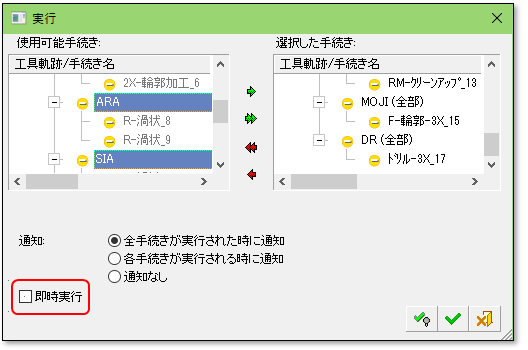 実行
使用可能手続き:
工具軌跡/手続き名
2X-輪郭加工_6
ARA
R-渦状_8
R-渦状_9
SIA
選択した手続き:
工具軌跡/手続き名
RM-ｸﾘｰﾝｱｯﾌﾟ_13
MOJI (全部)
F-輪郭-3X_15
DR (全部)
ﾄﾞﾘﾙ-3X_17
通知:
全手続きが実行された時に通知
各手続きが実行される時に通知
通知なし
即時実行